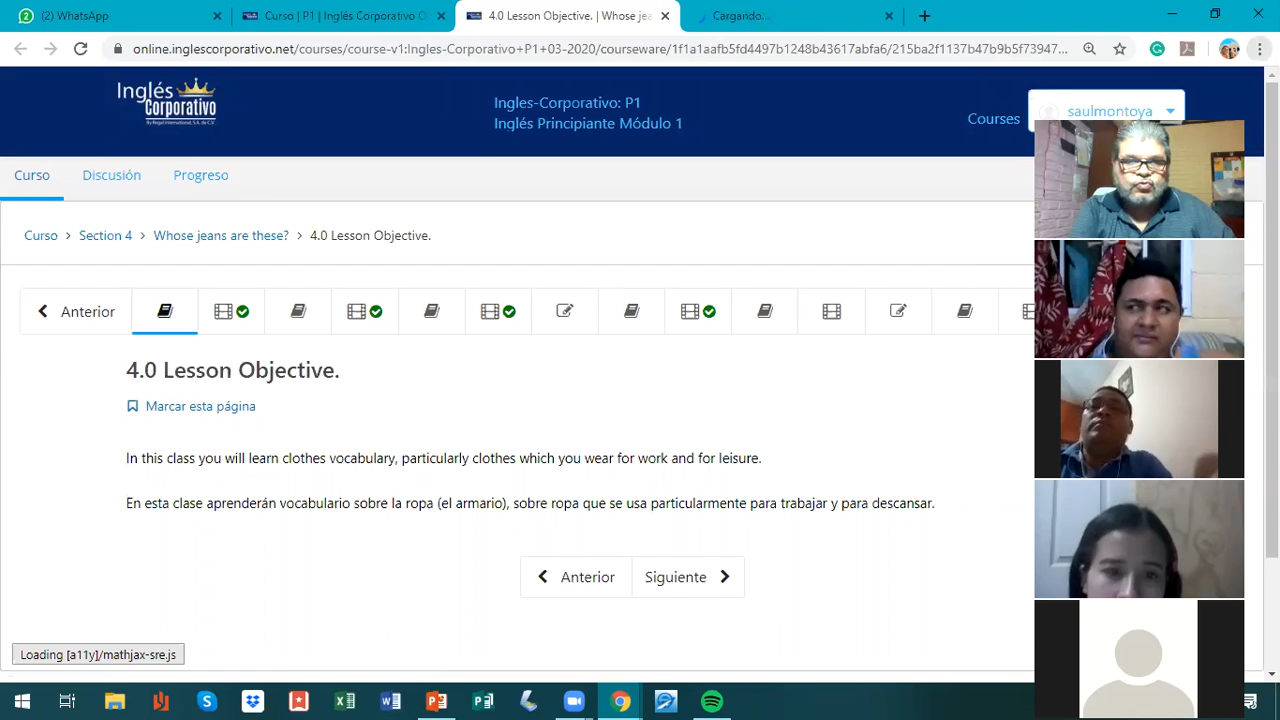 (2) WhatsApp
Curso | P1 | Inglés Corporativo O
4.0 Lesson Objective. | Whose jea
Cargando...
online.inglescorporativo.net/courses/course-v1:Ingles-Corporativo+P1+03-2020/courseware/1f1a1aafb5fd4497b1248b43617abfa6/215ba2f1137b47b9b5f73947...
Inglés
Corporativo
By Regal International, S.A. de C.V.
Ingles-Corporativo: P1
Inglés Principiante Módulo 1
Courses
saulmontoya
Curso
Discusión
Progreso
Curso > Section 4 > Whose jeans are these? > 4.0 Lesson Objective.
Anterior
4.0 Lesson Objective.
Marcar esta página
In this class you will learn clothes vocabulary, particularly clothes which you wear for work and for leisure.
En esta clase aprenderán vocabulario sobre la ropa (el armario), sobre ropa que se usa particularmente para trabajar y para descansar.
Anterior
Siguiente
Loading [a11y]/mathjax-sre.js